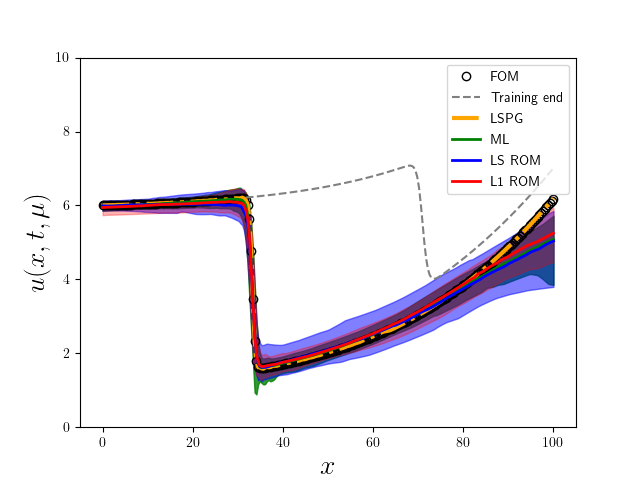 10
8
6
4
2
0
u(x, t, μ)
0
20
40
60
80
100
x
FOM
Training end
LSPG
ML
LS ROM
L1 ROM